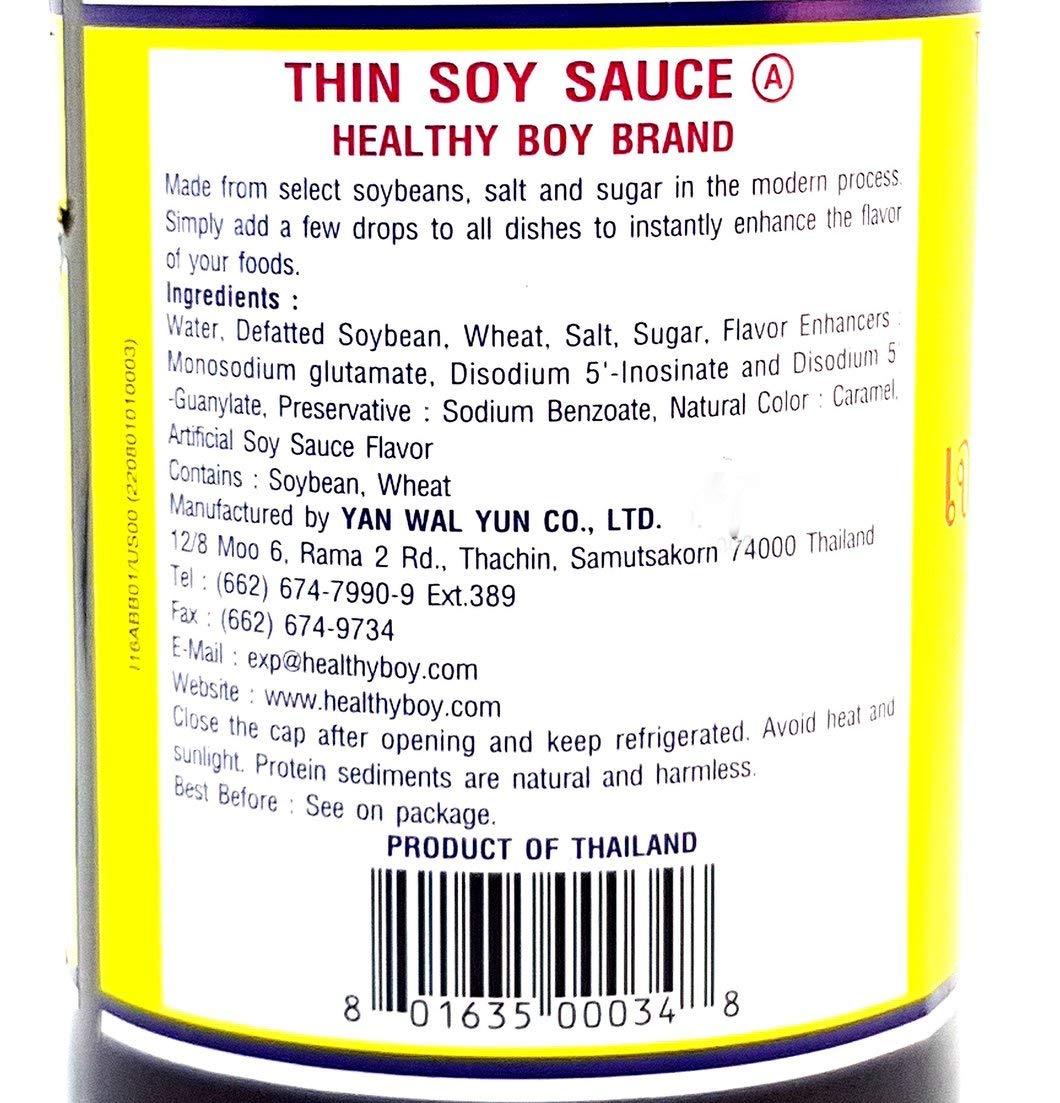 THIN SOY SAUCE Ⓐ
HEALTHY BOY BRAND
Made from select soybeans, salt and sugar in the modern process.
Simply add a few drops to all dishes to instantly enhance the flavor
of your foods.
Ingredients :
Water, Defatted Soybean, Wheat, Salt, Sugar, Flavor Enhancers :
Monosodium glutamate, Disodium 5'-Inosinate and Disodium 5'
-Guanylate, Preservative : Sodium Benzoate, Natural Color : Caramel,
Artificial Soy Sauce Flavor
Contains : Soybean, Wheat
Manufactured by YAN WAL YUN CO., LTD.
12/8 Moo 6, Rama 2 Rd., Thachin, Samutsakorn 74000 Thailand
Tel : (662) 674-7990-9 Ext.389
Fax : (662) 674-9734
E-Mail : exp@healthyboy.com
Website : www.healthyboy.com
Close the cap after opening and keep refrigerated. Avoid heat and
sunlight. Protein sediments are natural and harmless.
Best Before : See on package.
PRODUCT OF THAILAND
8 01635 00034 8
116ABB01/US00 (220B01010003)